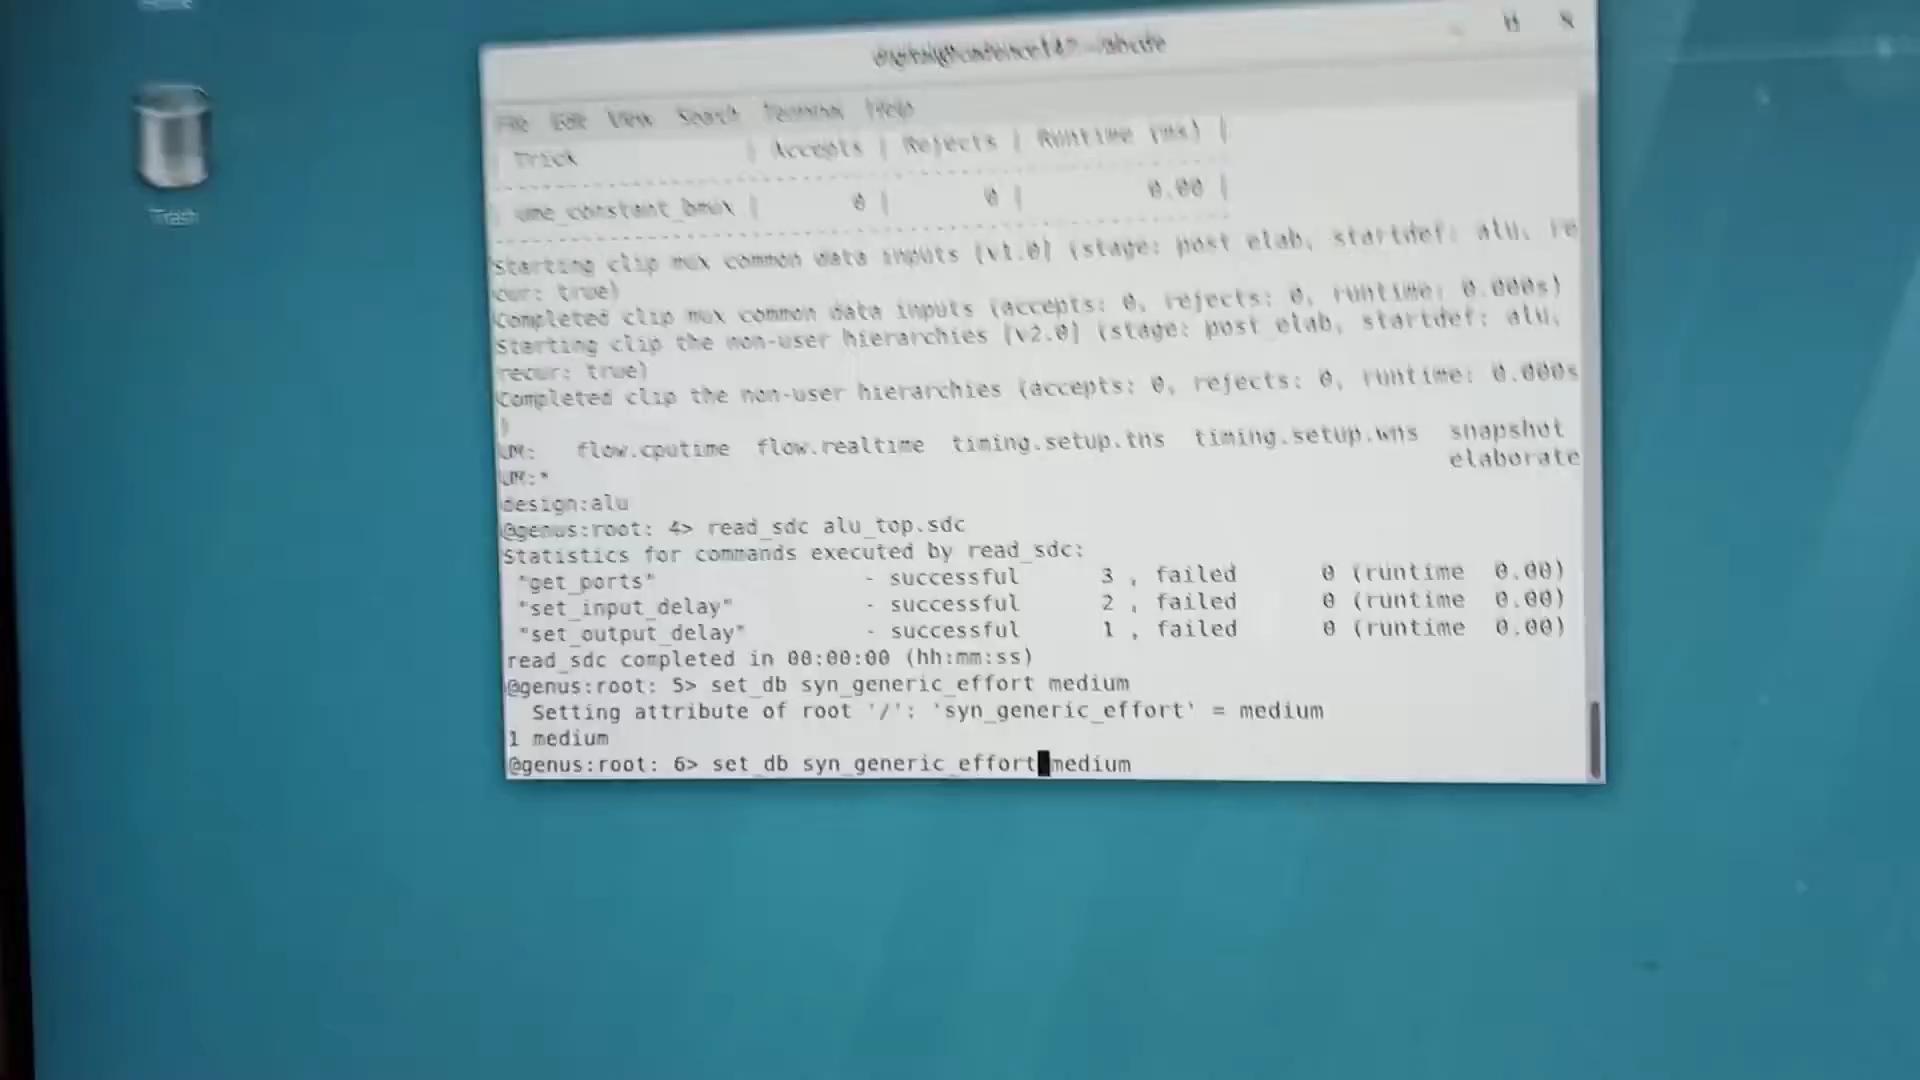 Trash
File Edit View Search Terminal Help
Trick | Accepts | Rejects | Runtime (ms) |
ume_constant_bmux | 0 | 0 | 0.00 |
Starting clip mux common data inputs [v1.0] (stage: post_elab, startdef: alu, re
cur: true)
Completed clip mux common data inputs (accepts: 0, rejects: 0, runtime: 0.000s)
Starting clip the non-user hierarchies [v2.0] (stage: post_elab, startdef: alu,
recur: true)
Completed clip the non-user hierarchies (accepts: 0, rejects: 0, runtime: 0.000s
)
UM: flow.cputime flow.realtime timing.setup.tns timing.setup.wns snapshot
UM:* elaborate
design:alu
@genus:root: 4> read_sdc alu_top.sdc
Statistics for commands executed by read_sdc:
"get_ports" - successful 3 , failed 0 (runtime 0.00)
"set_input_delay" - successful 2 , failed 0 (runtime 0.00)
"set_output_delay" - successful 1 , failed 0 (runtime 0.00)
read_sdc completed in 00:00:00 (hh:mm:ss)
@genus:root: 5> set_db syn_generic_effort medium
Setting attribute of root '/': 'syn_generic_effort' = medium
1 medium
@genus:root: 6> set_db syn_generic_effort medium